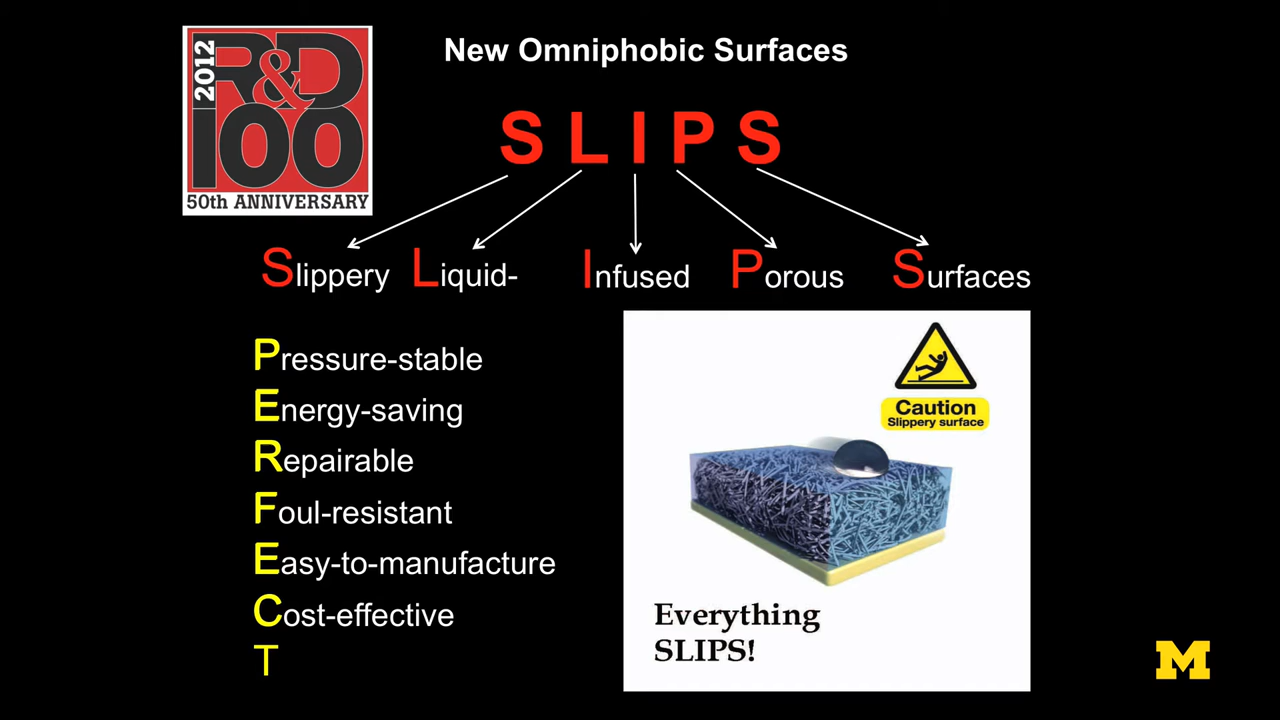 New Omniphobic Surfaces
2012
R&D
100
50th ANNIVERSARY
S L I P S
Slippery Liquid- Infused Porous Surfaces
Pressure-stable
Energy-saving
Repairable
Foul-resistant
Easy-to-manufacture
Cost-effective
T
Caution
Slippery surface
Everything
SLIPS!
M